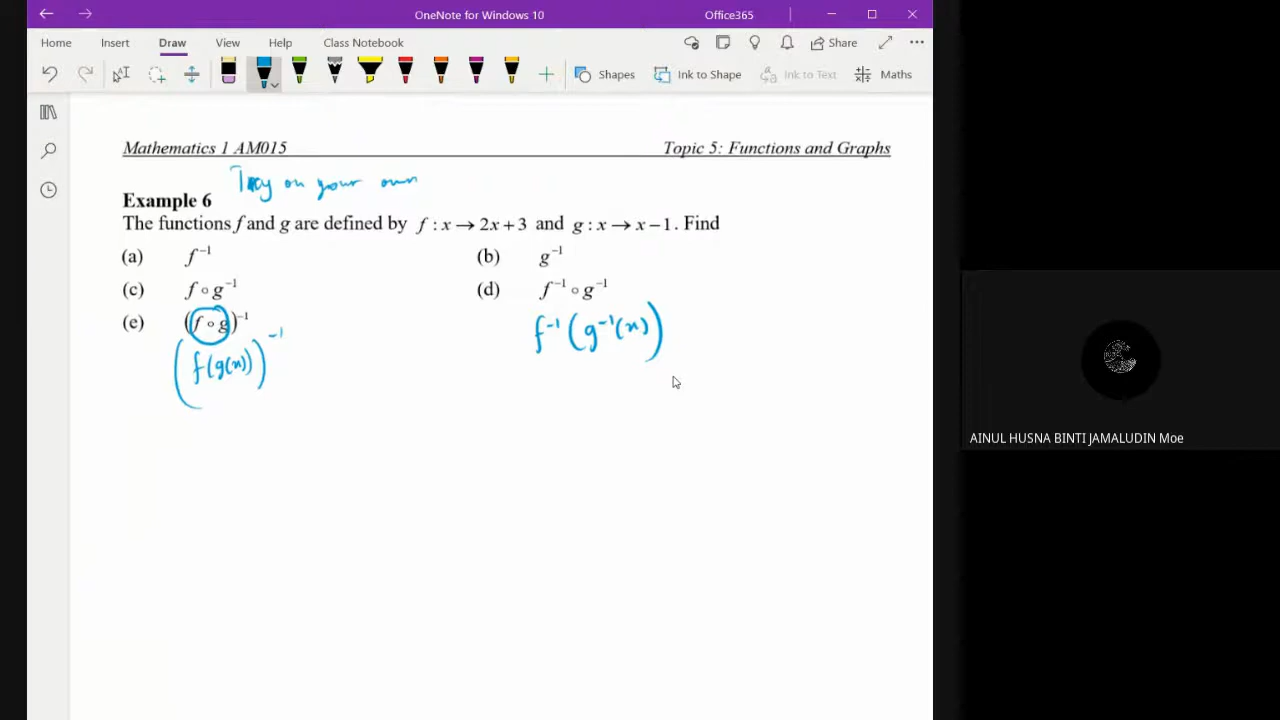 OneNote for Windows 10
Office365
Home Insert Draw View Help Class Notebook
Share
Shapes Ink to Shape Ink to Text Maths
Mathematics 1 AM015 Topic 5: Functions and Graphs
Try on your own
Example 6
The functions f and g are defined by f : x → 2x + 3 and g : x → x − 1. Find
(a) f⁻¹ (b) g⁻¹
(c) f ∘ g⁻¹ (d) f⁻¹ ∘ g⁻¹
(e) (f ∘ g)⁻¹
f⁻¹(g⁻¹(x))
(f(g(x)))⁻¹
AINUL HUSNA BINTI JAMALUDIN Moe